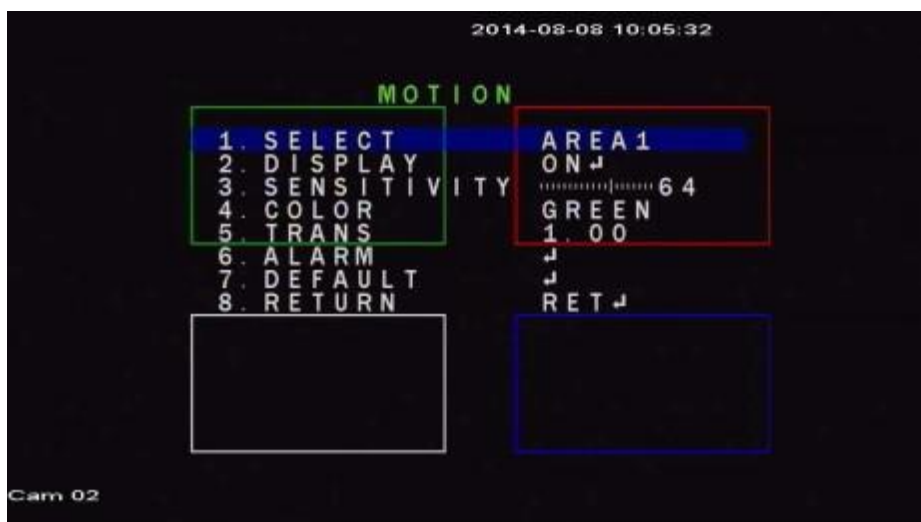 2014-08-08 10:05:32
MOTION
1. SELECT AREA1
2. DISPLAY ON↲
3. SENSITIVITY 64
4. COLOR GREEN
5. TRANS 1.00
6. ALARM ↲
7. DEFAULT ↲
8. RETURN RET↲
Cam 02